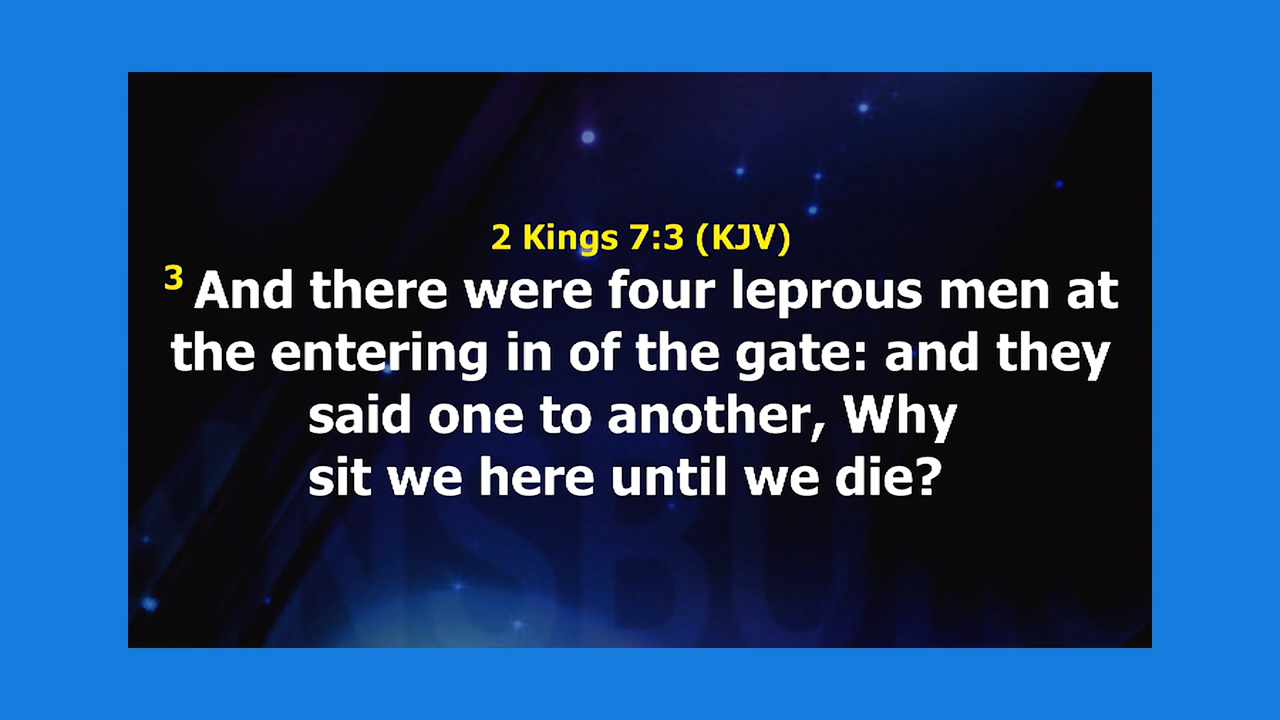 2 Kings 7:3 (KJV)
3 And there were four leprous men at
the entering in of the gate: and they
said one to another, Why
sit we here until we die?